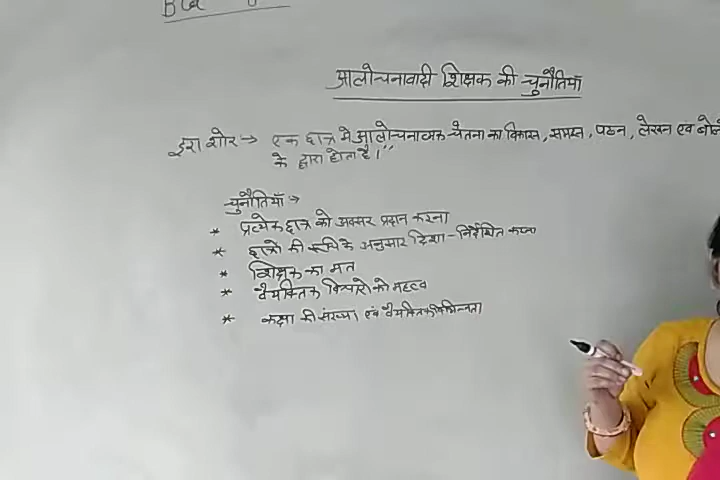 आलोचनावादी शिक्षक की चुनौतियाँ
इरा शोर → एक छात्र मे आलोचनात्मक चेतना का विकास, समझ, पठन, लेखन एवं
के द्वारा होता है।"
चुनौतियाँ →
* प्रत्येक छात्र को अवसर प्रदान करना
* छात्रों की रूचि के अनुसार दिशा-निर्देशित करना
* शिक्षक का मत
* वैयक्तिक विचारो को महत्व
* कक्षा की संख्या एवं वैयक्तिक विभिन्नता